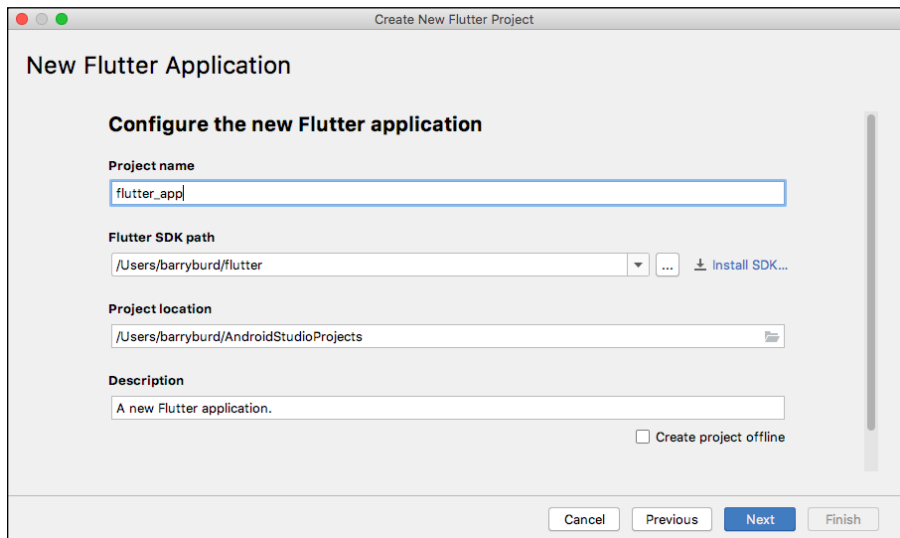 Create New Flutter Project
New Flutter Application
Configure the new Flutter application
Project name
flutter_app
Flutter SDK path
/Users/barryburd/flutter
... Install SDK...
Project location
/Users/barryburd/AndroidStudioProjects
Description
A new Flutter application.
Create project offline
Cancel Previous Next Finish